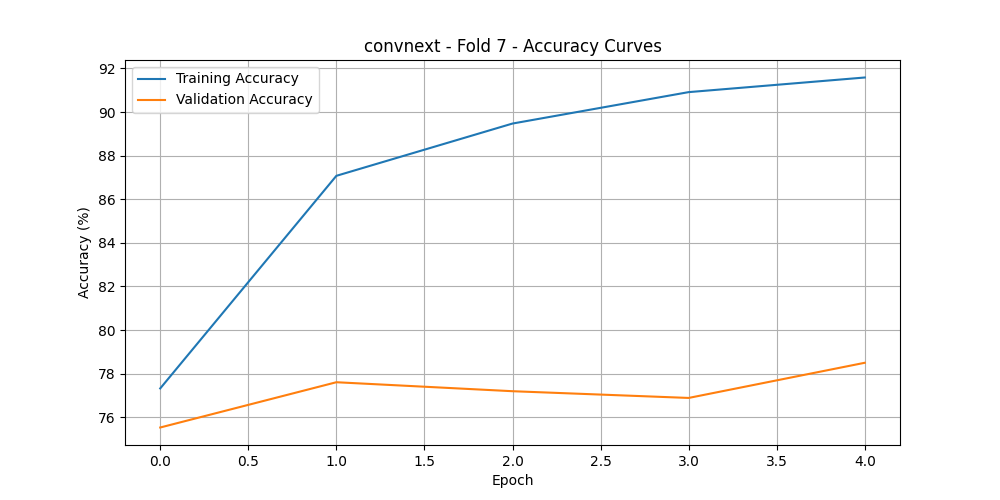 convnext - Fold 7 - Accuracy Curves
Training Accuracy
Validation Accuracy
Accuracy (%)
92
90
88
86
84
82
80
78
76
0.0 0.5 1.0 1.5 2.0 2.5 3.0 3.5 4.0
Epoch